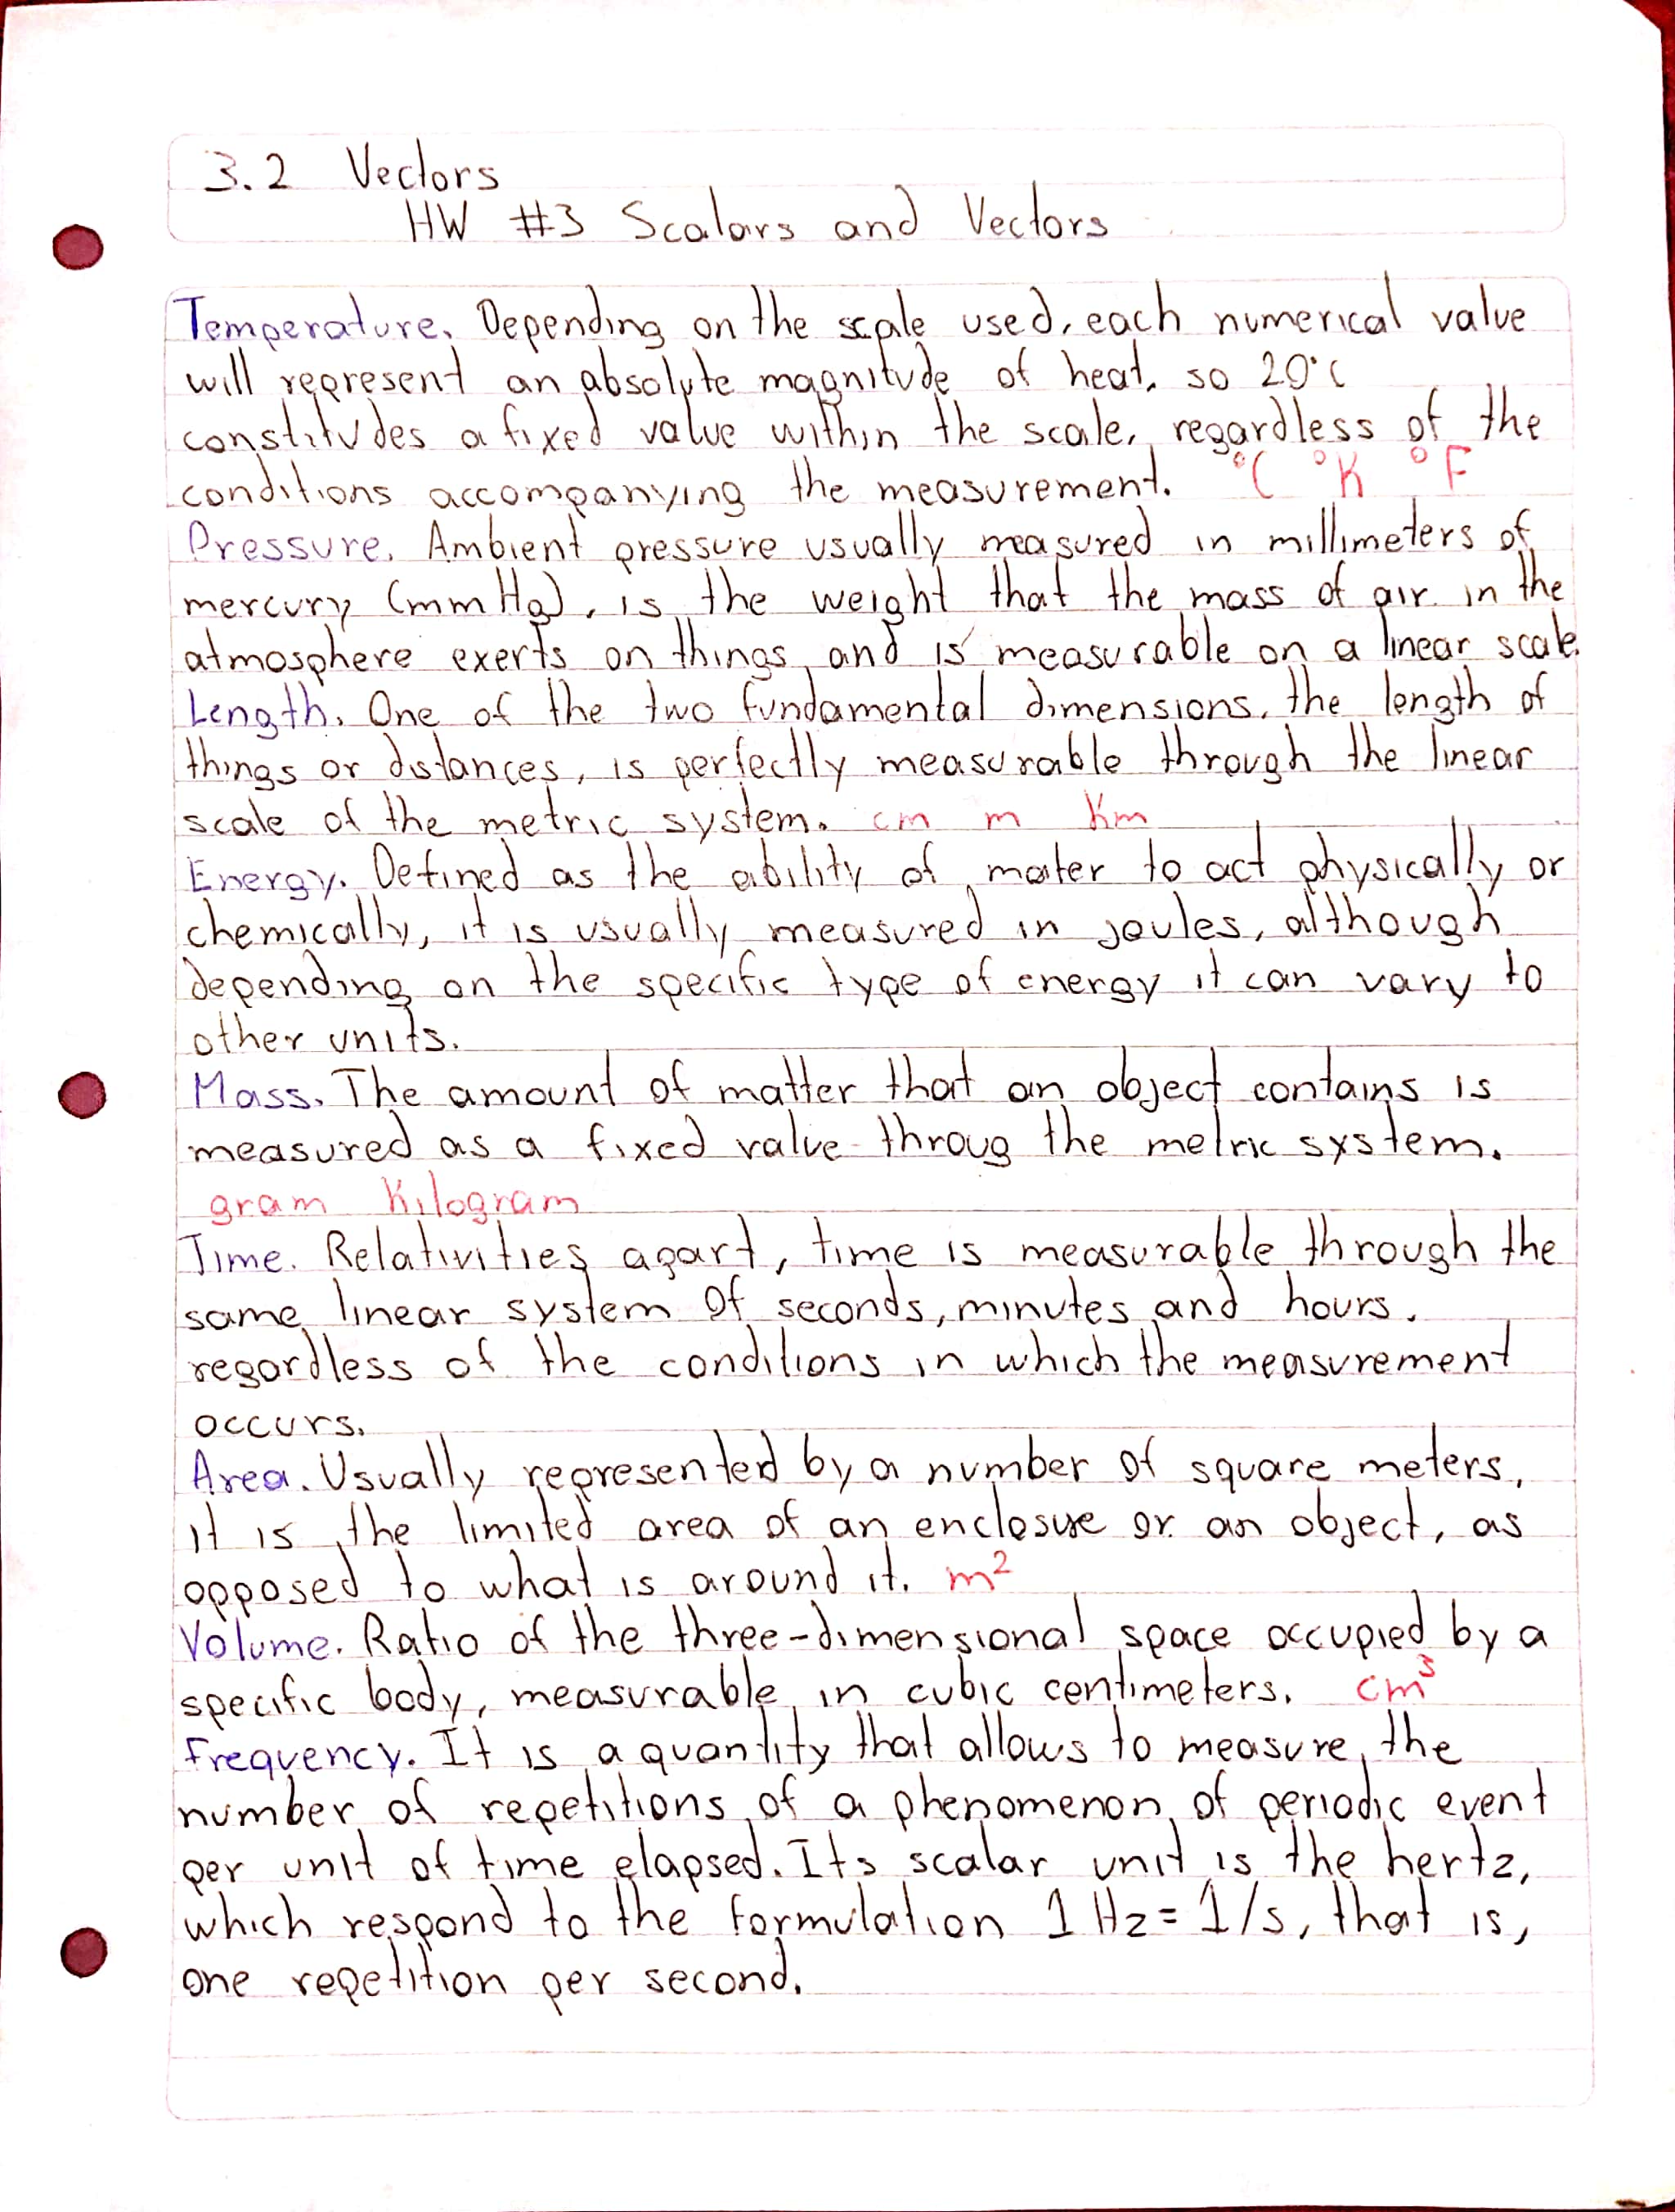 3.2 Vectors
HW #3 Scalars and Vectors
Temperature. Depending on the scale used, each numerical value
will represent an absolute magnitude of heat, so 20°C
constitudes a fixed value within the scale, regardless of the
conditions accompanying the measurement. °C °K °F
Pressure. Ambient pressure usually measured in millimeters of
mercury (mmHg), is the weight that the mass of air in the
atmosphere exerts on things and is measurable on a linear scale.
Length. One of the two fundamental dimensions, the length of
things or distances, is perfectly measurable through the linear
scale of the metric system. cm m Km
Energy. Defined as the ability of mater to act physically or
chemically, it is usually measured in joules, although
depending on the specific type of energy it can vary to
other units.
Mass. The amount of matter that an object contains is
measured as a fixed value throug the metric system.
gram Kilogram
Time. Relativities apart, time is measurable through the
same linear system Of seconds, minutes and hours,
regardless of the conditions in which the measurement
occurs.
Area. Usually represented by a number of square meters,
it is the limited area of an enclosure or an object, as
opposed to what is around it. m²
Volume. Ratio of the three-dimensional space occupied by a
specific body, measurable in cubic centimeters. cm³
Frequency. It is a quantity that allows to measure the
number of repetitions of a phenomenon of periodic event
per unit of time elapsed. Its scalar unit is the hertz,
which respond to the formulation 1 Hz = 1/s, that is,
one repetition per second.